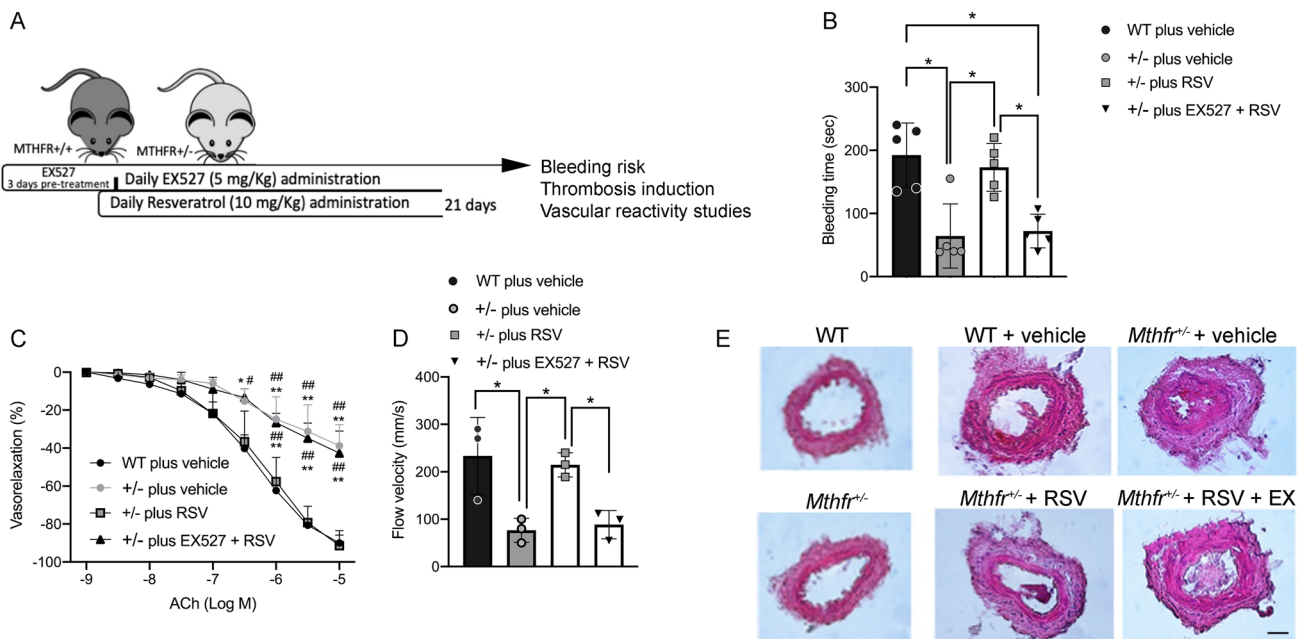 A
MTHFR+/+
MTHFR+/-
EX527
3 days pre-treatment
Daily EX527 (5 mg/Kg) administration
Daily Resveratrol (10 mg/Kg) administration
21 days
Bleeding risk
Thrombosis induction
Vascular reactivity studies
B
*
*
*
*
300
200
100
0
Bleeding time (sec)
WT plus vehicle
+/- plus vehicle
+/- plus RSV
+/- plus EX527 + RSV
C
0
-20
-40
-60
-80
-100
Vasorelaxation (%)
* #
##
**
##
**
##
**
##
**
##
**
##
**
WT plus vehicle
+/- plus vehicle
+/- plus RSV
+/- plus EX527 + RSV
-9
-8
-7
-6
-5
ACh (Log M)
D
WT plus vehicle
+/- plus vehicle
+/- plus RSV
+/- plus EX527 + RSV
400
300
200
100
0
Flow velocity (mm/s)
*
*
*
E
WT
WT + vehicle
Mthfr+/- + vehicle
Mthfr+/-
Mthfr+/- + RSV
Mthfr+/- + RSV + EX